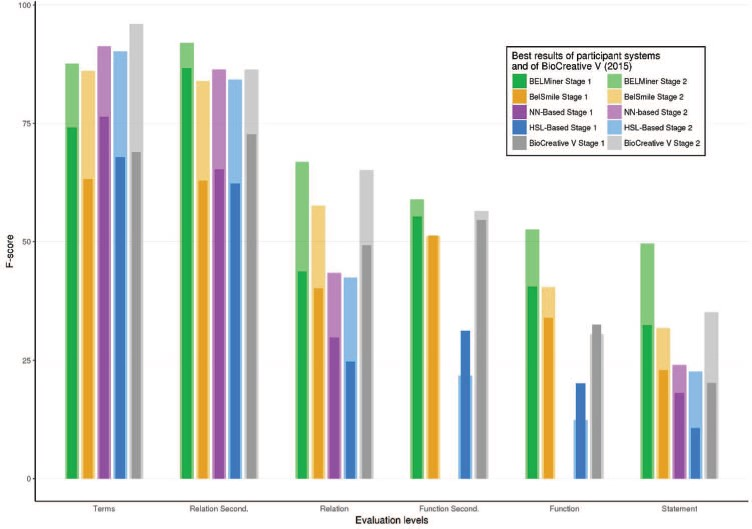 100
75
50
25
0
F-score
Best results of participant systems
and of BioCreative V (2015)
BELMiner Stage 1
BELMiner Stage 2
BelSmile Stage 1
BelSmile Stage 2
NN-Based Stage 1
NN-based Stage 2
HSL-Based Stage 1
HSL-Based Stage 2
BioCreative V Stage 1
BioCreative V Stage 2
Terms
Relation Second.
Relation
Function Second.
Function
Statement
Evaluation levels